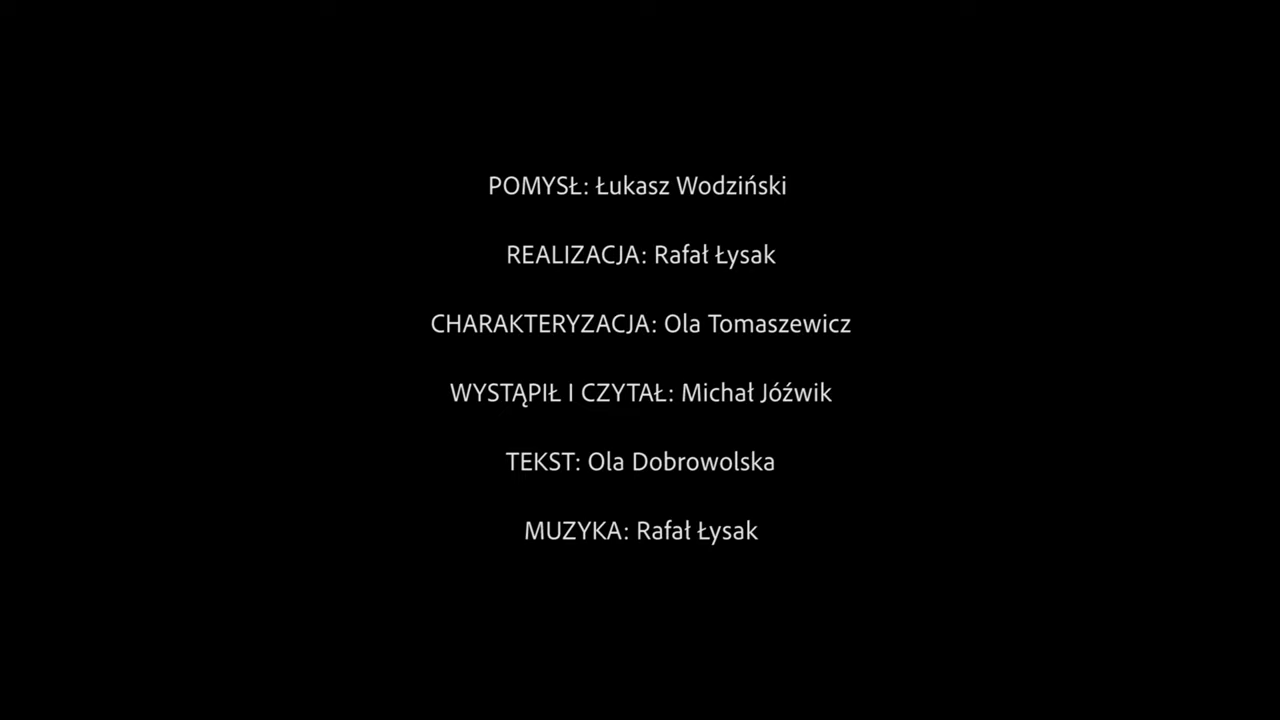 POMYSŁ: Łukasz Wodziński
REALIZACJA: Rafał Łysak
CHARAKTERYZACJA: Ola Tomaszewicz
WYSTĄPIŁ I CZYTAŁ: Michał Jóźwik
TEKST: Ola Dobrowolska
MUZYKA: Rafał Łysak